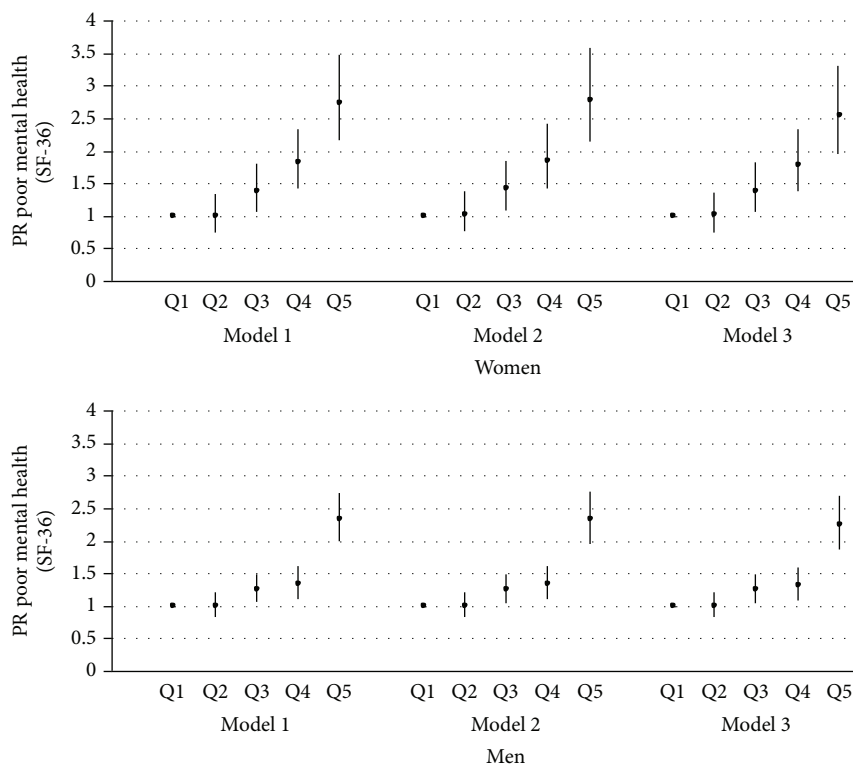 PR poor mental health
(SF-36)
4
3.5
3
2.5
2
1.5
1
0.5
0
Q1 Q2 Q3 Q4 Q5 Q1 Q2 Q3 Q4 Q5 Q1 Q2 Q3 Q4 Q5
Model 1 Model 2 Model 3
Women
PR poor mental health
(SF-36)
4
3.5
3
2.5
2
1.5
1
0.5
0
Q1 Q2 Q3 Q4 Q5 Q1 Q2 Q3 Q4 Q5 Q1 Q2 Q3 Q4 Q5
Model 1 Model 2 Model 3
Men